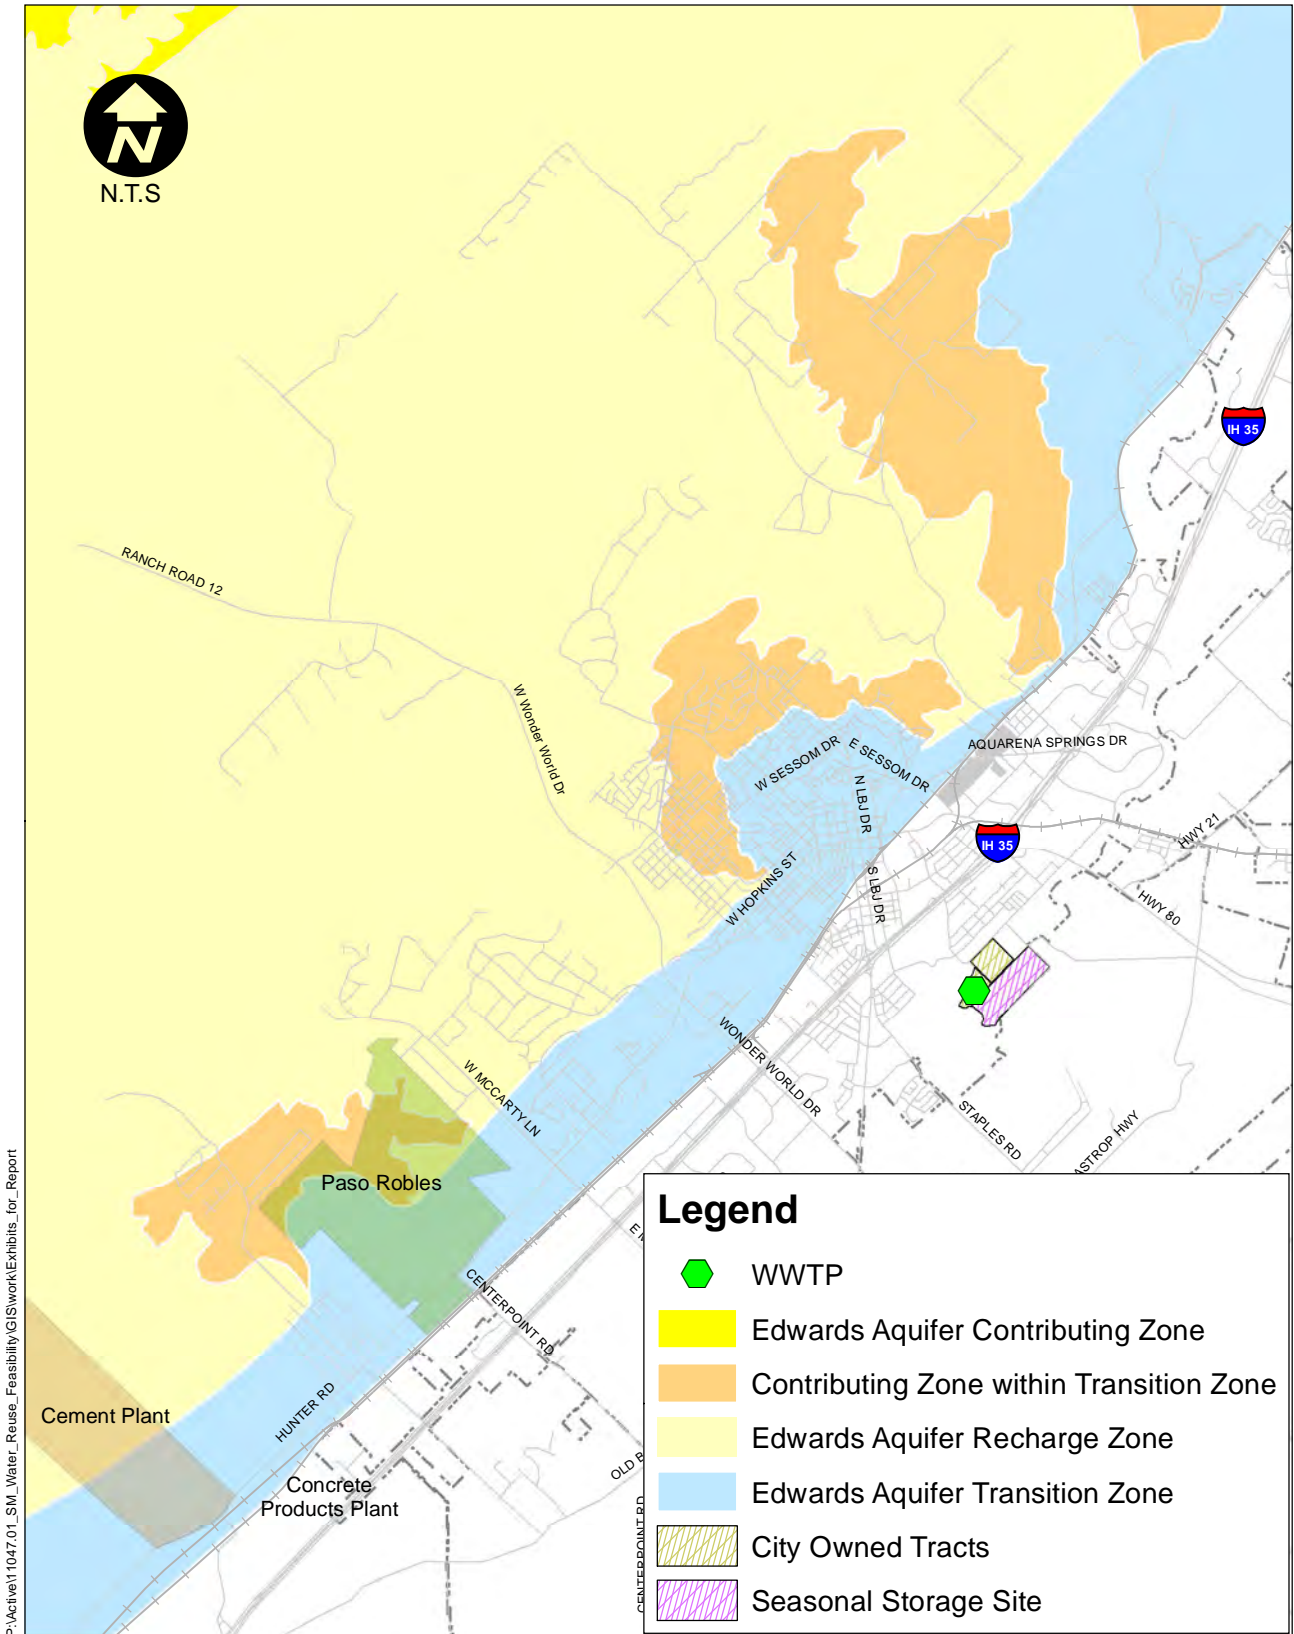 N
N.T.S
IH 35
RANCH ROAD 12
W Wonder World Dr
W SESSOM DR
E SESSOM DR
AQUARENA SPRINGS DR
N LBJ DR
IH 35
HWY 21
S LBJ DR
W HOPKINS ST
HWY 80
WONDER WORLD DR
W MCCARTY LN
STAPLES RD
ASTROP HWY
Paso Robles
E M
CENTERPOINT RD
HUNTER RD
Cement Plant
OLD B
Concrete
Products Plant
CENTERPOINT RD
Legend
WWTP
Edwards Aquifer Contributing Zone
Contributing Zone within Transition Zone
Edwards Aquifer Recharge Zone
Edwards Aquifer Transition Zone
City Owned Tracts
Seasonal Storage Site
P:\Active\11047.01_SM_Water_Reuse_Feasibility\GIS\work\Exhibits_for_Report